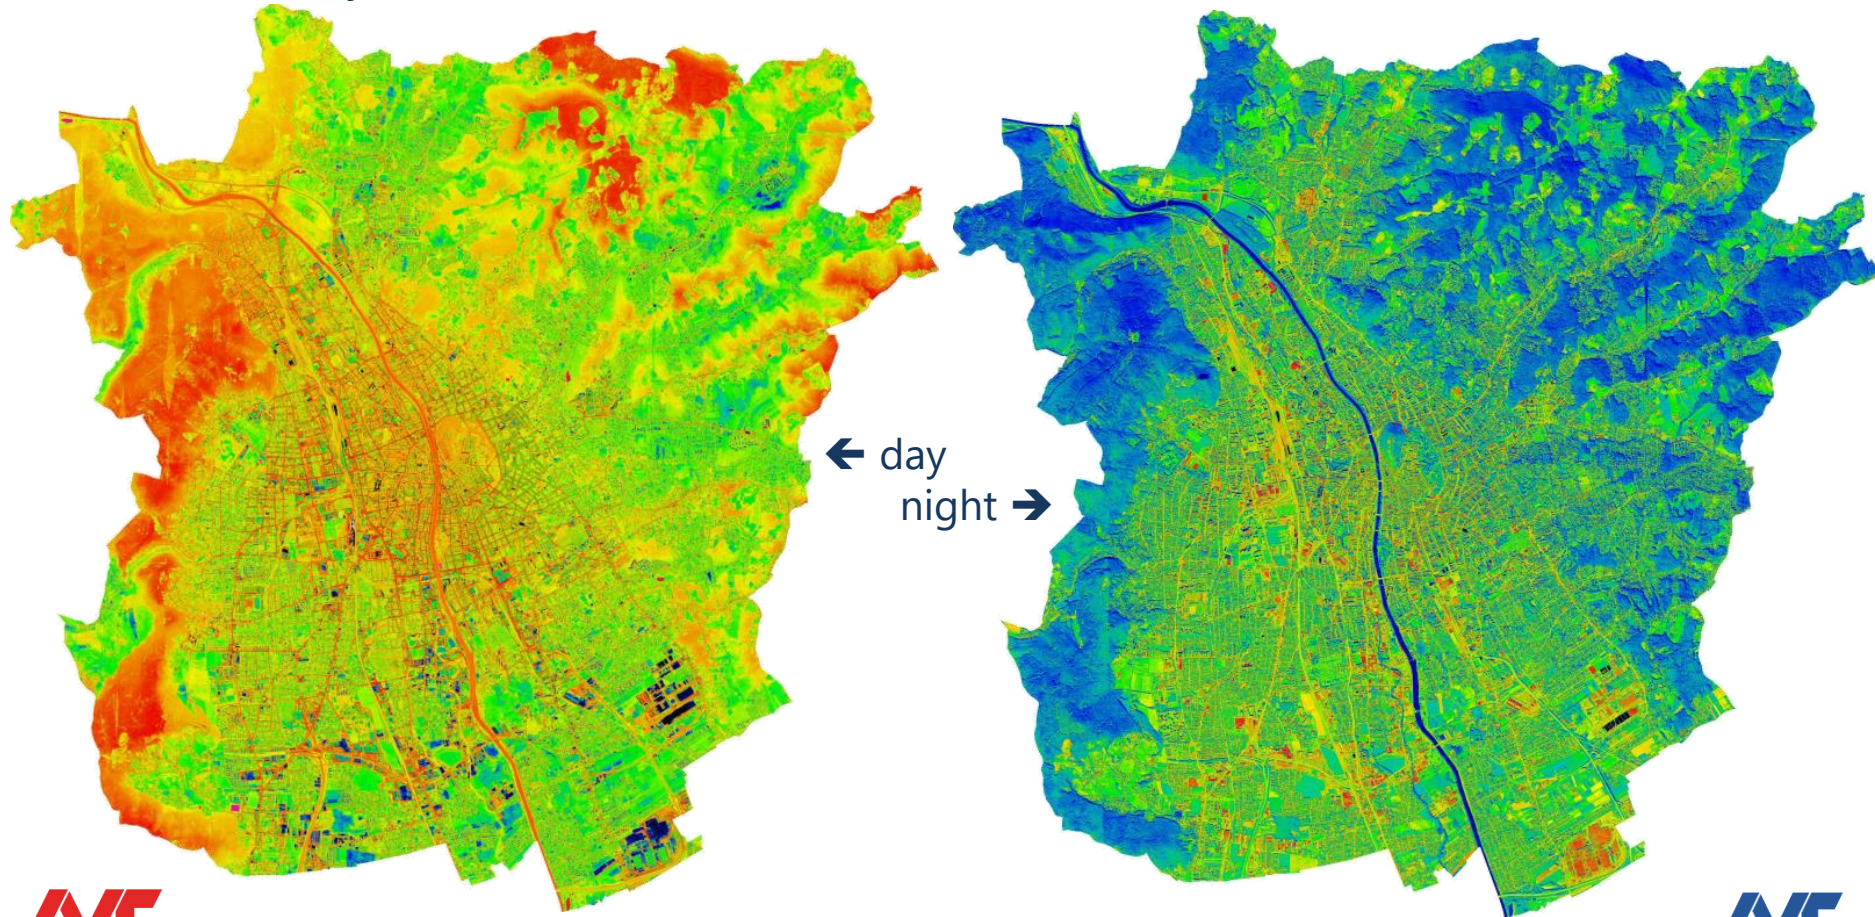 ← day
night →